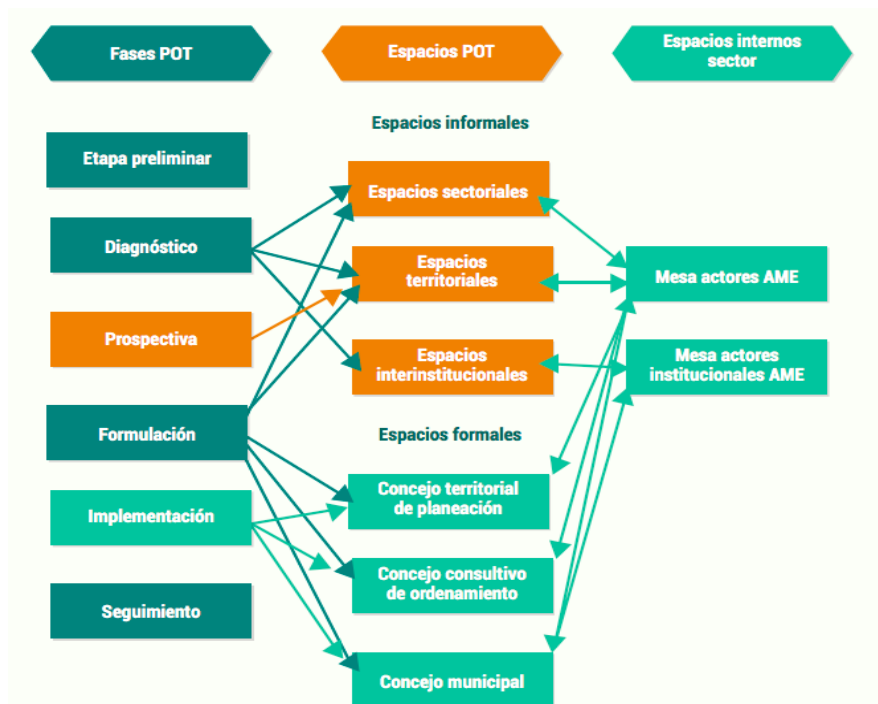 Fases POT
Espacios POT
Espacios internos
sector
Espacios informales
Etapa preliminar
Espacios sectoriales
Diagnóstico
Espacios
territoriales
Mesa actores AME
Prospectiva
Espacios
interinstitucionales
Mesa actores
institucionales AME
Formulación
Espacios formales
Concejo territorial
de planeación
Implementación
Concejo consultivo
de ordenamiento
Seguimiento
Concejo municipal